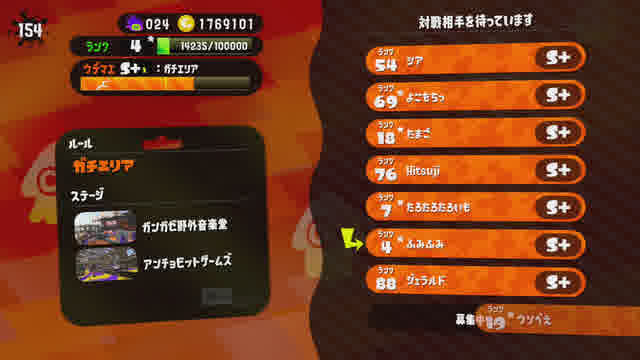 154
024 1769101
ランク 4* 14235/100000
ウデマエ S+1 : ガチエリア
ルール
ガチエリア
ステージ
ガンガゼ野外音楽堂
アンチョビットゲームズ
対戦相手を待っています
ランク 54 シア S+
ランク 69* よこもちっ S+
ランク 18* たまご S+
ランク 76 Hitsuji S+
ランク 7* たろたろたろいも S+
ランク 4* ふみふみ S+
ランク 88 ジェラルド S+
募集中
ランク 19* ウソべえ